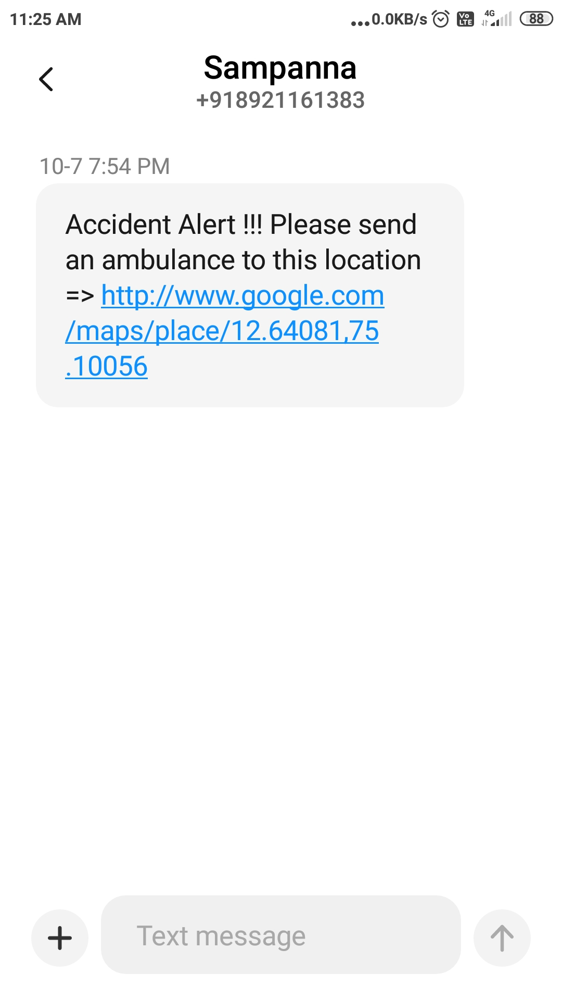 11:25 AM ...0.0KB/s Vo LTE 4G 88
Sampanna
+918921161383
10-7 7:54 PM
Accident Alert !!! Please send
an ambulance to this location
=> http://www.google.com
/maps/place/12.64081,75
.10056
Text message